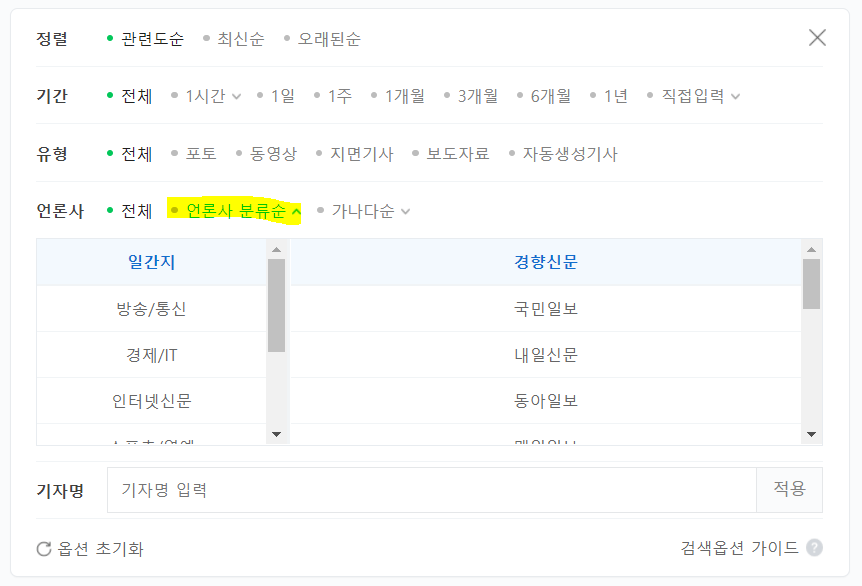 정렬 관련도순 최신순 오래된순
기간 전체 1시간 1일 1주 1개월 3개월 6개월 1년 직접입력
유형 전체 포토 동영상 지면기사 보도자료 자동생성기사
언론사 전체 언론사 분류순 가나다순
일간지 경향신문
방송/통신 국민일보
경제/IT 내일신문
인터넷신문 동아일보
기자명 기자명 입력 적용
옵션 초기화 검색옵션 가이드 ?